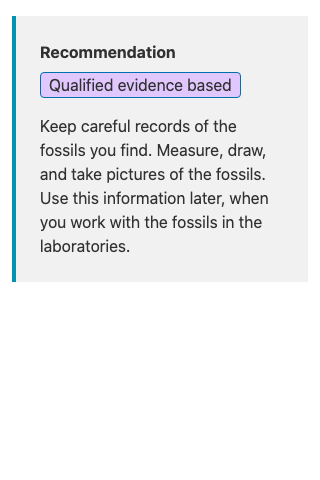 Recommendation
Qualified evidence based
Keep careful records of the
fossils you find. Measure, draw,
and take pictures of the fossils.
Use this information later, when
you work with the fossils in the
laboratories.